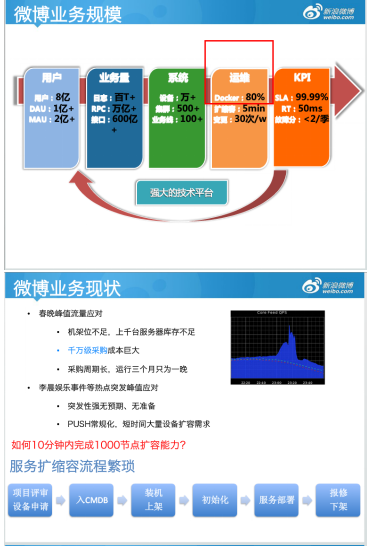 微博业务规模
新浪微博
weibo.com
用户
用户：8亿
DAU：1亿+
MAU：2亿+
业务量
日志：百T+
RPC：万亿+
接口：600亿
+
系统
设备：万+
集群：500+
业务线：100+
运维
Docker：80%
扩缩容：5min
变更：30次/w
KPI
SLA：99.99%
RT：50ms
故障分：<2/季
强大的技术平台
微博业务现状
新浪微博
weibo.com
• 春晚峰值流量应对
• 机架位不足，上千台服务器库存不足
• 千万级采购成本巨大
• 采购周期长，运行三个月只为一晚
• 李晨娱乐事件等热点突发峰值应对
• 突发性强无预期、无准备
• PUSH常规化，短时间大量设备扩容需求
Core Feed QPS
如何10分钟内完成1000节点扩容能力?
服务扩缩容流程繁琐
项目评审
设备申请
入CMDB
装机
上架
初始化
服务部署
报修
下架